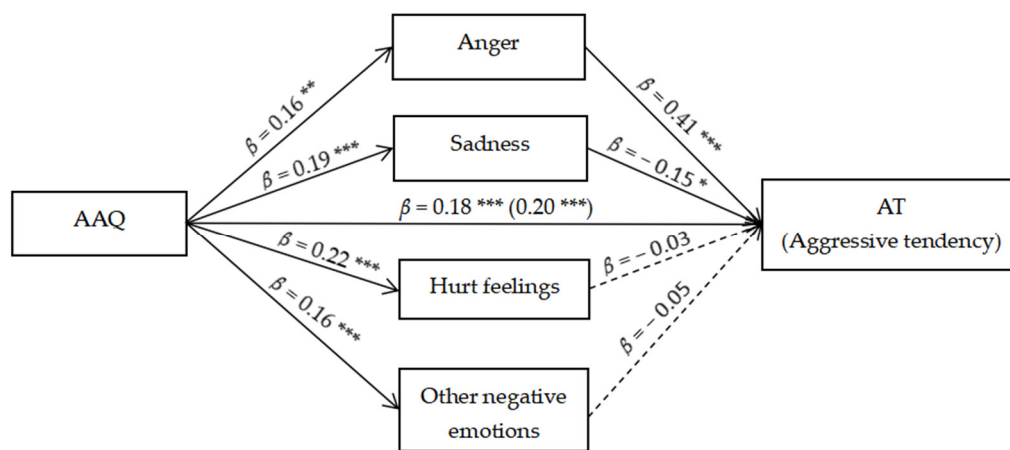 Anger
β = 0.16 **
β = 0.41 ***
Sadness
β = 0.19 ***
β = − 0.15 *
AAQ
β = 0.18 *** (0.20 ***)
AT
(Aggressive tendency)
β = 0.22 ***
β = − 0.03
Hurt feelings
β = 0.16 ***
β = − 0.05
Other negative
emotions